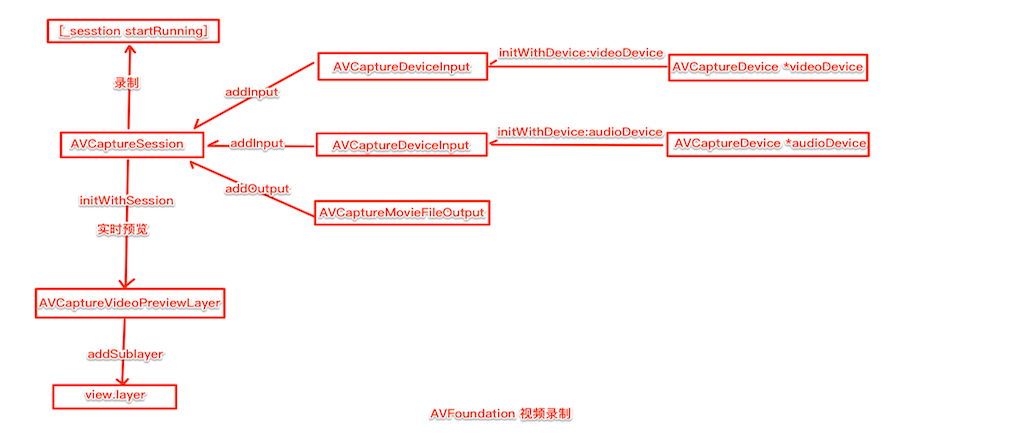 [_sesstion startRunning]
录制
AVCaptureSession
initWithSession
实时预览
AVCaptureVideoPreviewLayer
addSublayer
view.layer
addInput
AVCaptureDeviceInput
initWithDevice:videoDevice
AVCaptureDevice *videoDevice
addInput
AVCaptureDeviceInput
initWithDevice:audioDevice
AVCaptureDevice *audioDevice
addOutput
AVCaptureMovieFileOutput
AVFoundation 视频录制